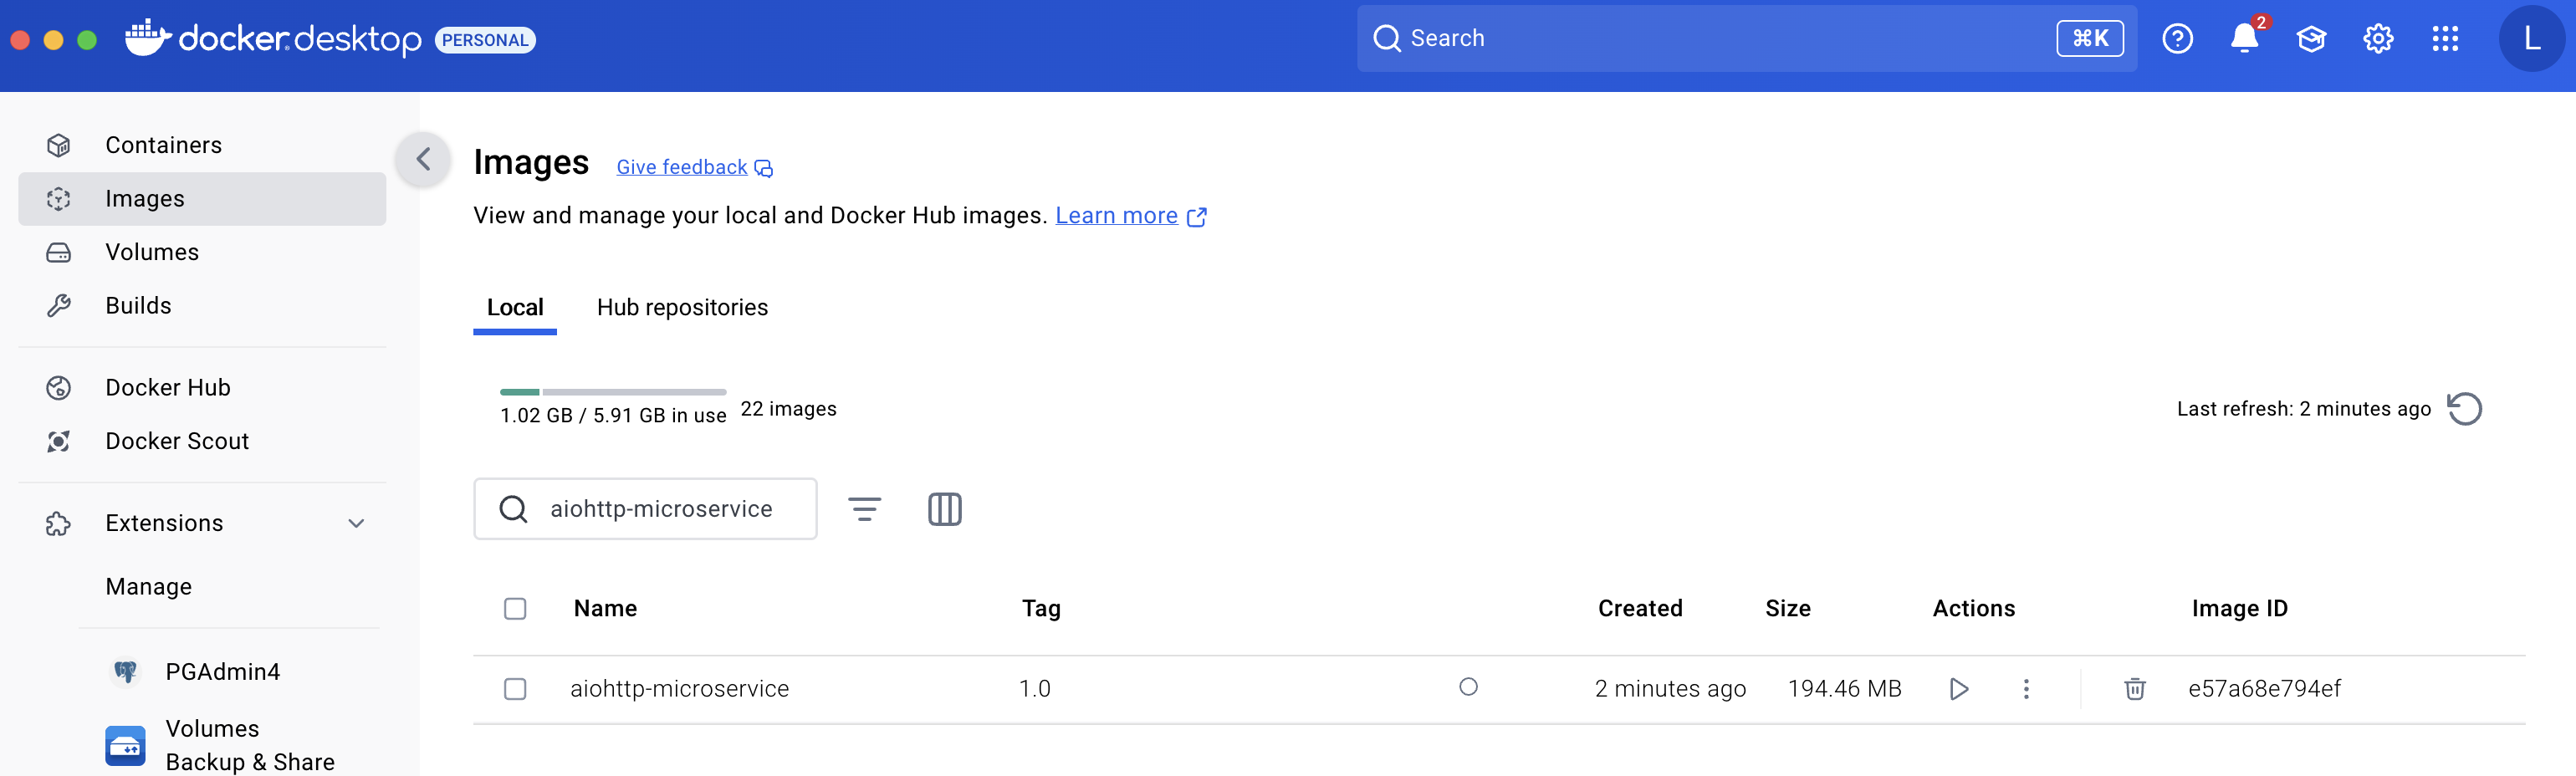 docker desktop PERSONAL
Search
⌘K
2
L
Containers
Images
Volumes
Builds
Docker Hub
Docker Scout
Extensions
Manage
PGAdmin4
Volumes
Backup & Share
Images Give feedback
View and manage your local and Docker Hub images. Learn more
Local Hub repositories
1.02 GB / 5.91 GB in use 22 images
Last refresh: 2 minutes ago
aiohttp-microservice
Name Tag Created Size Actions Image ID
aiohttp-microservice 1.0 2 minutes ago 194.46 MB e57a68e794ef